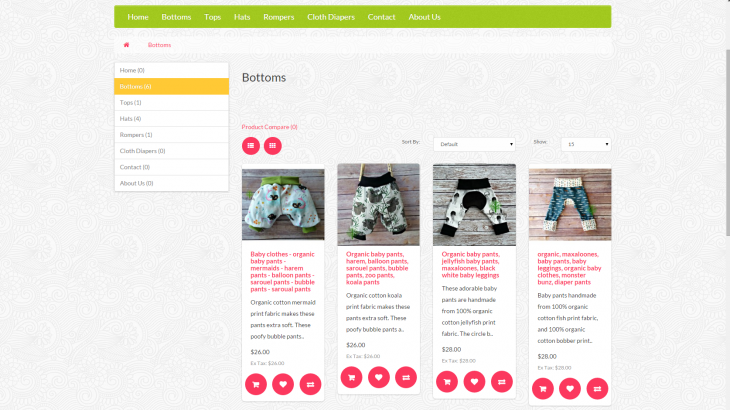 Home Bottoms Tops Hats Rompers Cloth Diapers Contact About Us
Bottoms
Home (0)
Bottoms (6)
Tops (1)
Hats (4)
Rompers (1)
Cloth Diapers (0)
Contact (0)
About Us (0)
Bottoms
Product Compare (0)
Sort By: Default Show: 15
Baby clothes - organic
baby pants -
mermaids - harem
pants - balloon pants -
sarouel pants - bubble
pants - saroual pants
Organic cotton mermaid
print fabric makes these
pants extra soft. These
poofy bubble pants..
$26.00
Ex Tax: $26.00
Organic baby pants,
harem, balloon pants,
sarouel pants, bubble
pants, zoo pants,
koala pants
Organic cotton koala
print fabric makes these
pants extra soft. These
poofy bubble pants a..
$26.00
Ex Tax: $26.00
Organic baby pants,
jellyfish baby pants,
maxaloones, black
white baby leggings
These adorable baby
pants are handmade
from 100% organic
cotton jellyfish print
fabric. The circle b..
$28.00
Ex Tax: $28.00
organic, maxaloones,
baby pants, baby
leggings, organic baby
clothes, monster
bunz, diaper pants
Baby pants handmade
from 100% organic
cotton fish print fabric,
and 100% organic
cotton bobber print..
$28.00
Ex Tax: $28.00